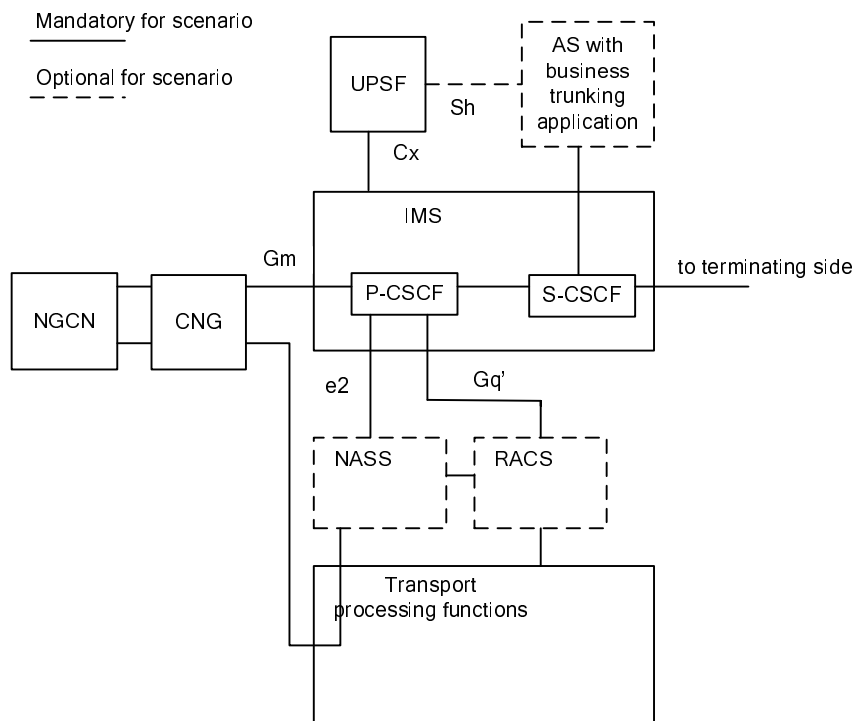 Mandatory for scenario
Optional for scenario
UPSF
Sh
AS with
business
trunking
application
Cx
IMS
Gm
to terminating side
NGCN
CNG
P-CSCF
S-CSCF
e2
Gq’
NASS
RACS
Transport
processing functions